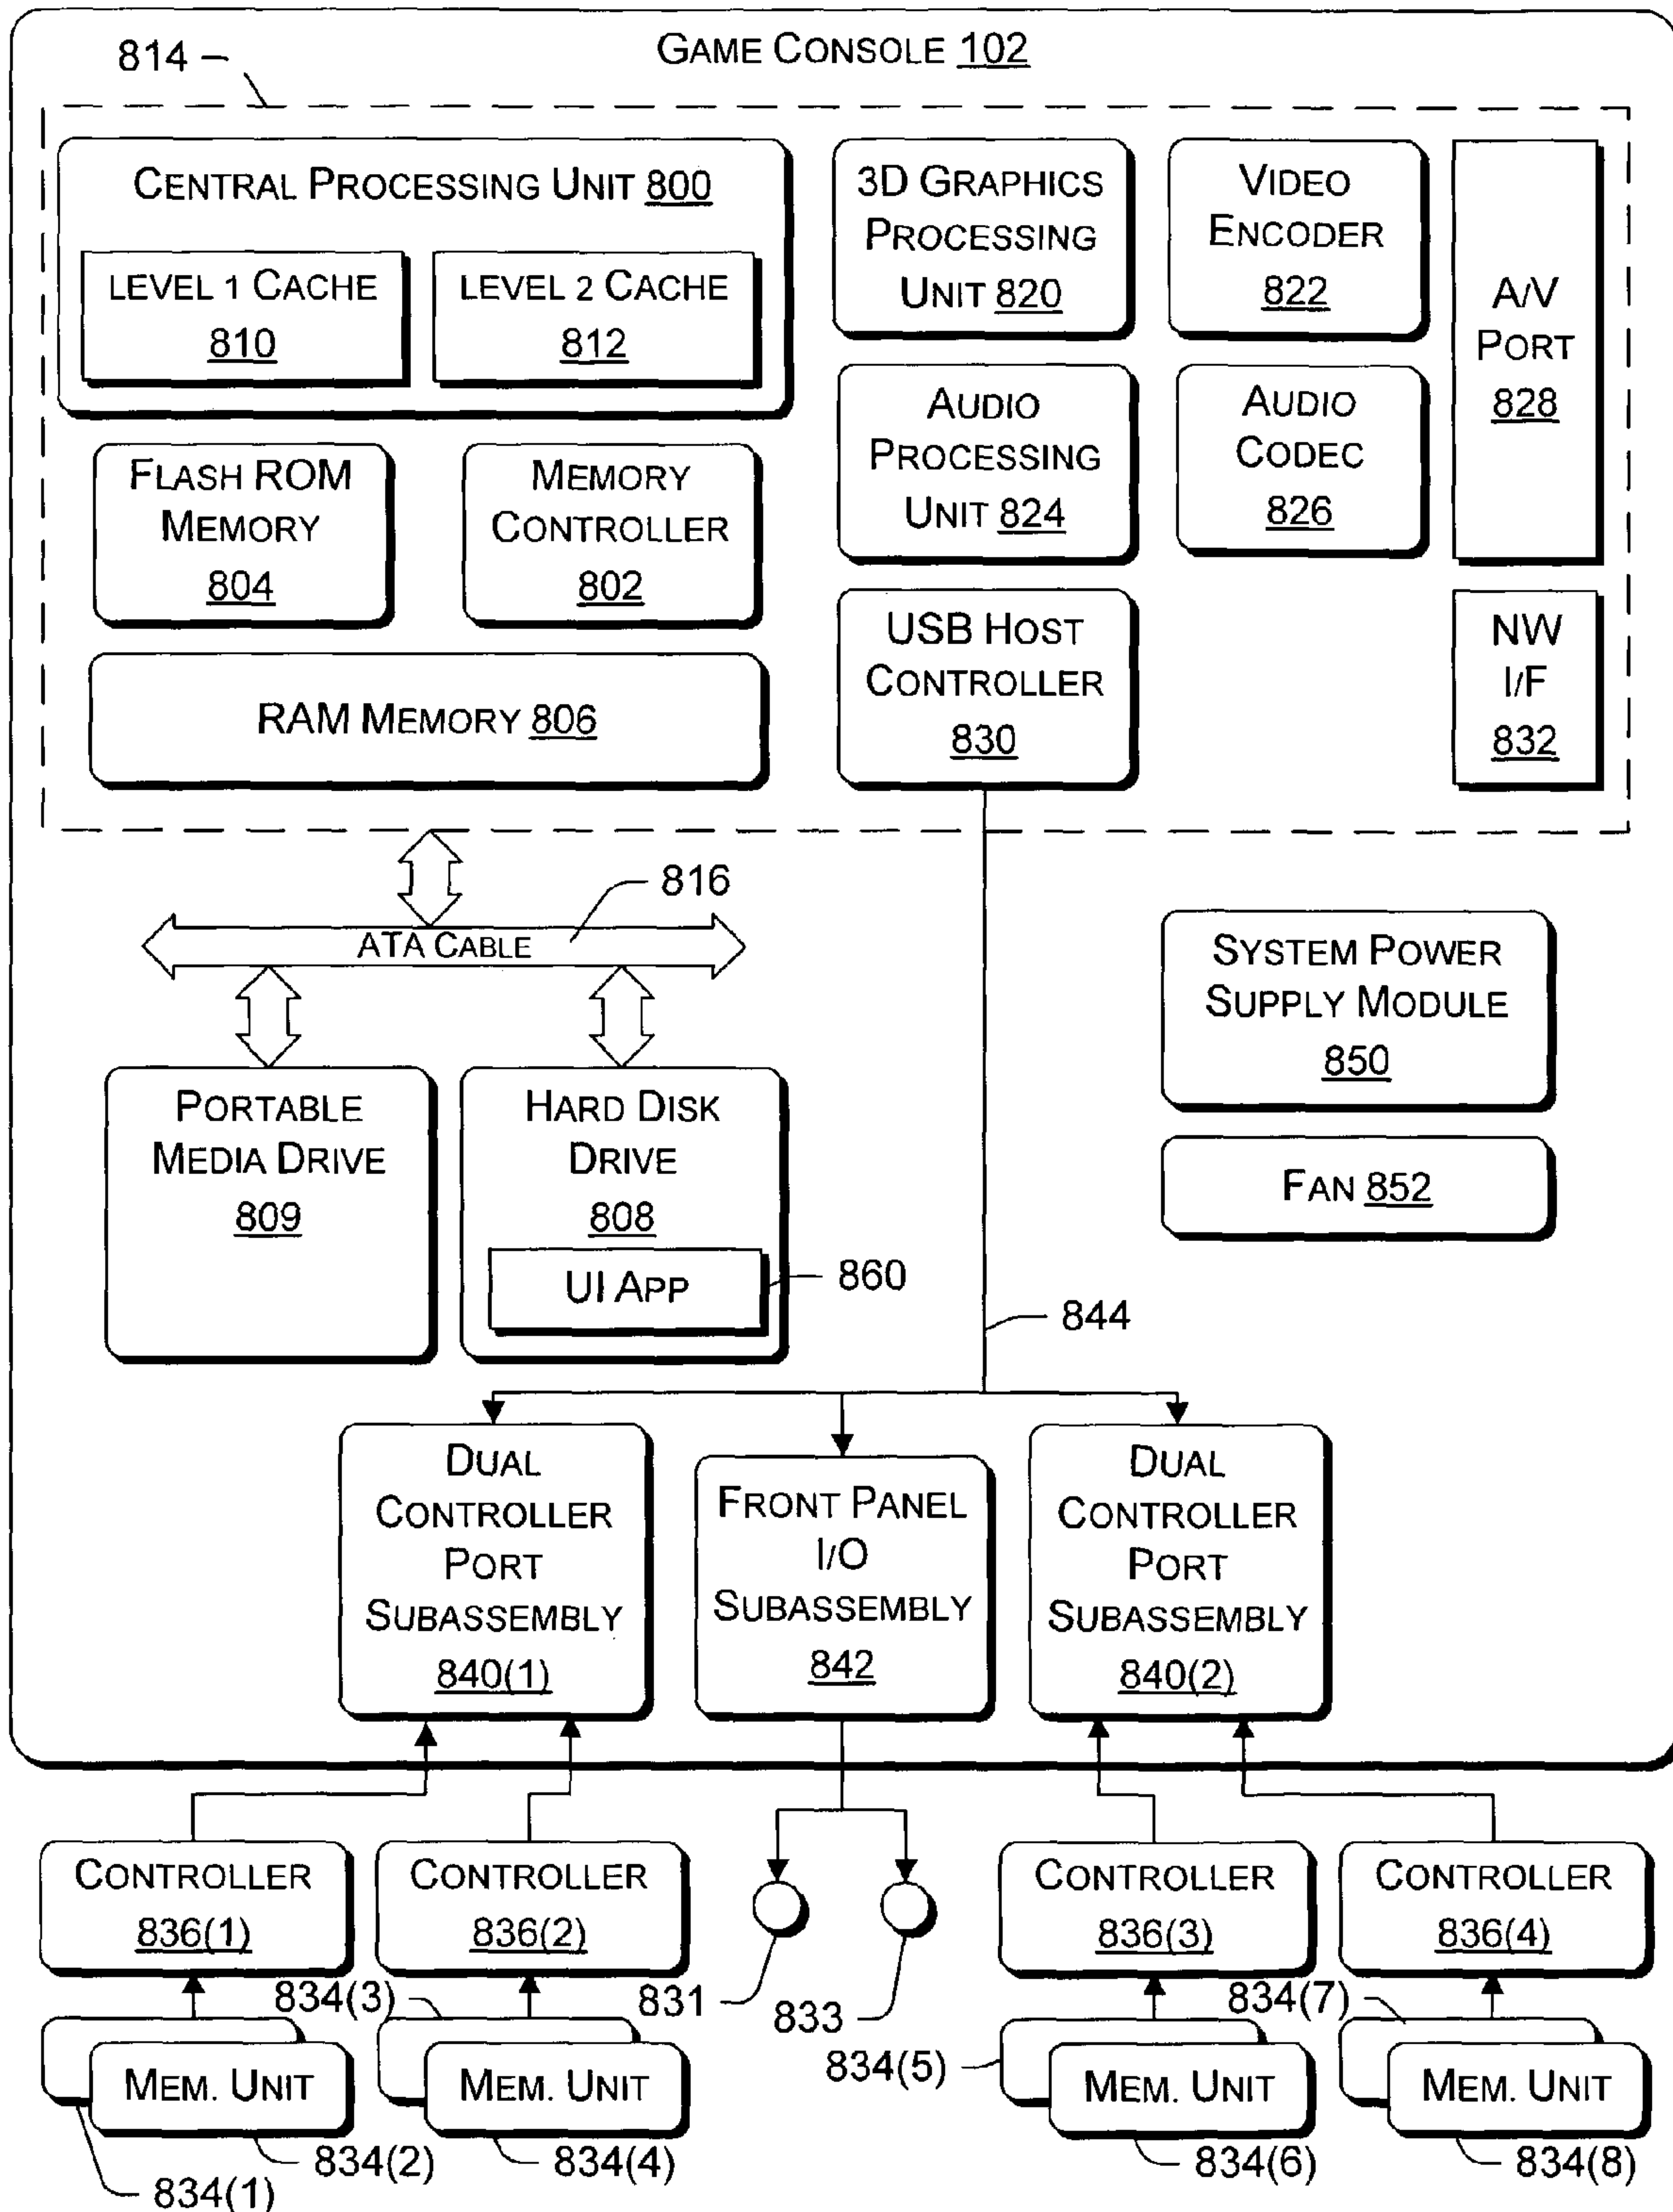 GAME CONSOLE 102
814
CENTRAL PROCESSING UNIT 800
LEVEL 1 CACHE
810
LEVEL 2 CACHE
812
3D GRAPHICS
PROCESSING
UNIT 820
VIDEO
ENCODER
822
A/V
PORT
828
AUDIO
PROCESSING
UNIT 824
AUDIO
CODEC
826
FLASH ROM
MEMORY
804
MEMORY
CONTROLLER
802
USB HOST
CONTROLLER
830
NW
I/F
832
RAM MEMORY 806
816
ATA CABLE
SYSTEM POWER
SUPPLY MODULE
850
PORTABLE
MEDIA DRIVE
809
HARD DISK
DRIVE
808
UI APP
860
FAN 852
844
DUAL
CONTROLLER
PORT
SUBASSEMBLY
840(1)
FRONT PANEL
I/O
SUBASSEMBLY
842
DUAL
CONTROLLER
PORT
SUBASSEMBLY
840(2)
CONTROLLER
836(1)
CONTROLLER
836(2)
831
833
CONTROLLER
836(3)
CONTROLLER
836(4)
834(3)
834(7)
834(5)
MEM. UNIT
MEM. UNIT
MEM. UNIT
MEM. UNIT
834(2)
834(4)
834(6)
834(8)
834(1)